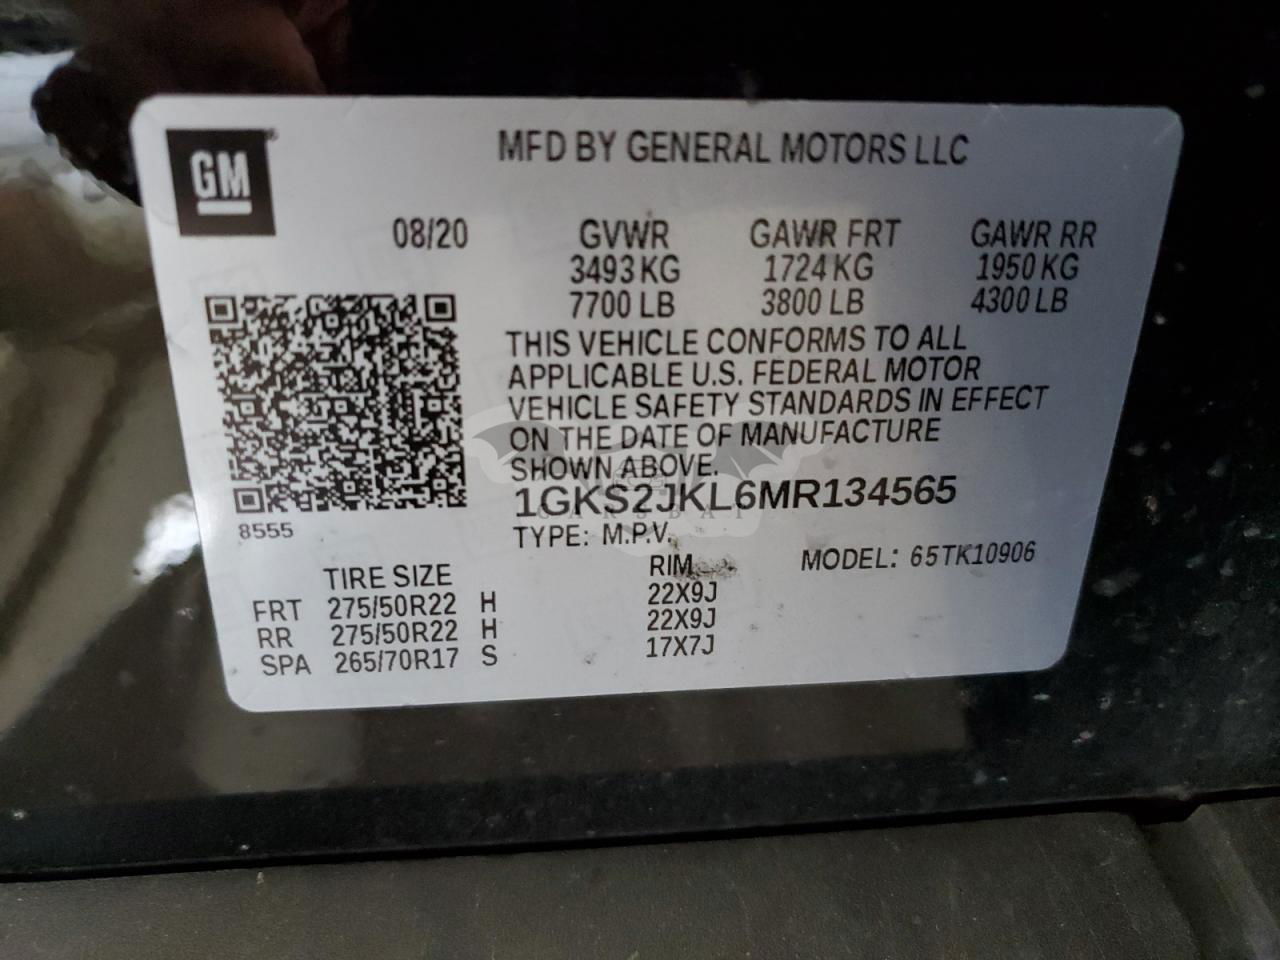 GM®
MFD BY GENERAL MOTORS LLC
08/20 GVWR GAWR FRT GAWR RR
3493 KG 1724 KG 1950 KG
7700 LB 3800 LB 4300 LB
THIS VEHICLE CONFORMS TO ALL
APPLICABLE U.S. FEDERAL MOTOR
VEHICLE SAFETY STANDARDS IN EFFECT
ON THE DATE OF MANUFACTURE
SHOWN ABOVE.
1GKS2JKL6MR134565
CARSBAT
8555
TYPE: M.P.V.
MODEL: 65TK10906
TIRE SIZE RIM
FRT 275/50R22 H 22X9J
RR 275/50R22 H 22X9J
SPA 265/70R17 S 17X7J